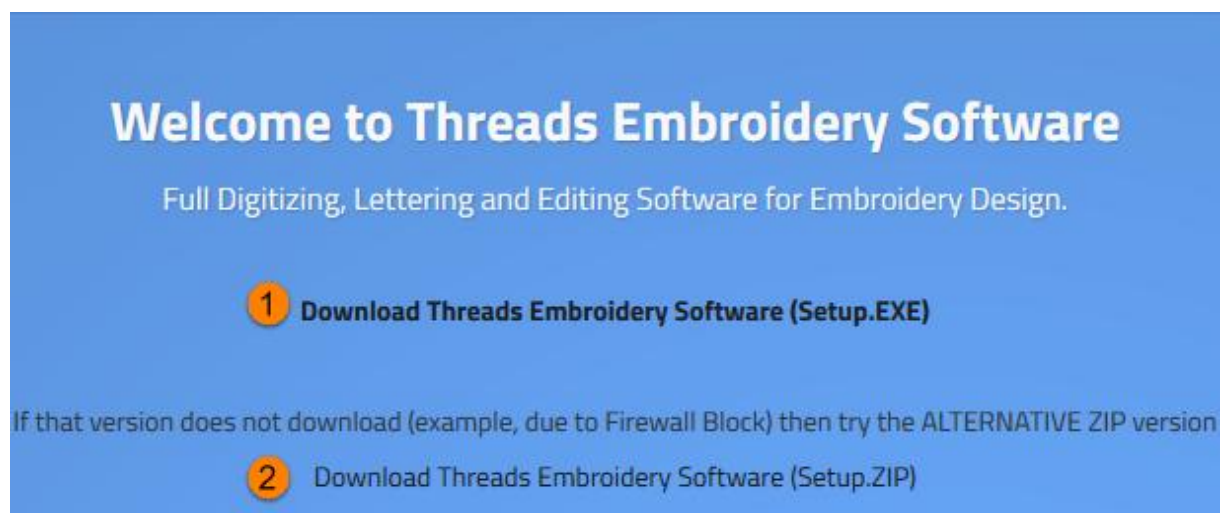 Welcome to Threads Embroidery Software
Full Digitizing, Lettering and Editing Software for Embroidery Design.
1 Download Threads Embroidery Software (Setup.EXE)
If that version does not download (example, due to Firewall Block) then try the ALTERNATIVE ZIP version
2 Download Threads Embroidery Software (Setup.ZIP)